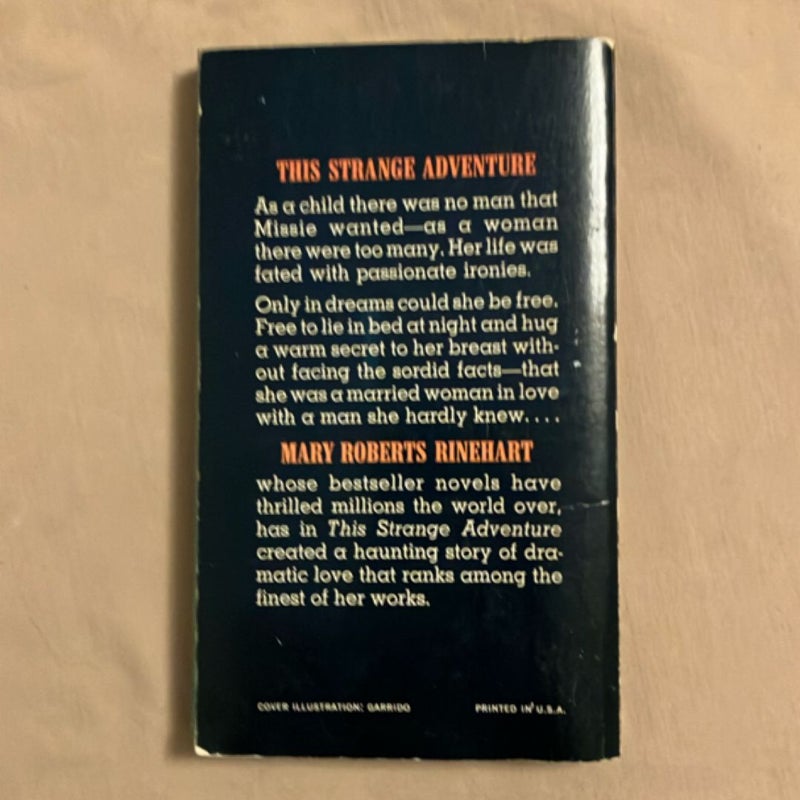 THIS STRANGE ADVENTURE
As a child there was no man that
Missie wanted—as a woman
there were too many. Her life was
fated with passionate ironies.
Only in dreams could she be free.
Free to lie in bed at night and hug
a warm secret to her breast with-
out facing the sordid facts—that
she was a married woman in love
with a man she hardly knew....
MARY ROBERTS RINEHART
whose bestseller novels have
thrilled millions the world over,
has in This Strange Adventure
created a haunting story of dra-
matic love that ranks among the
finest of her works.
COVER ILLUSTRATION: GARRIDO PRINTED IN U.S.A.